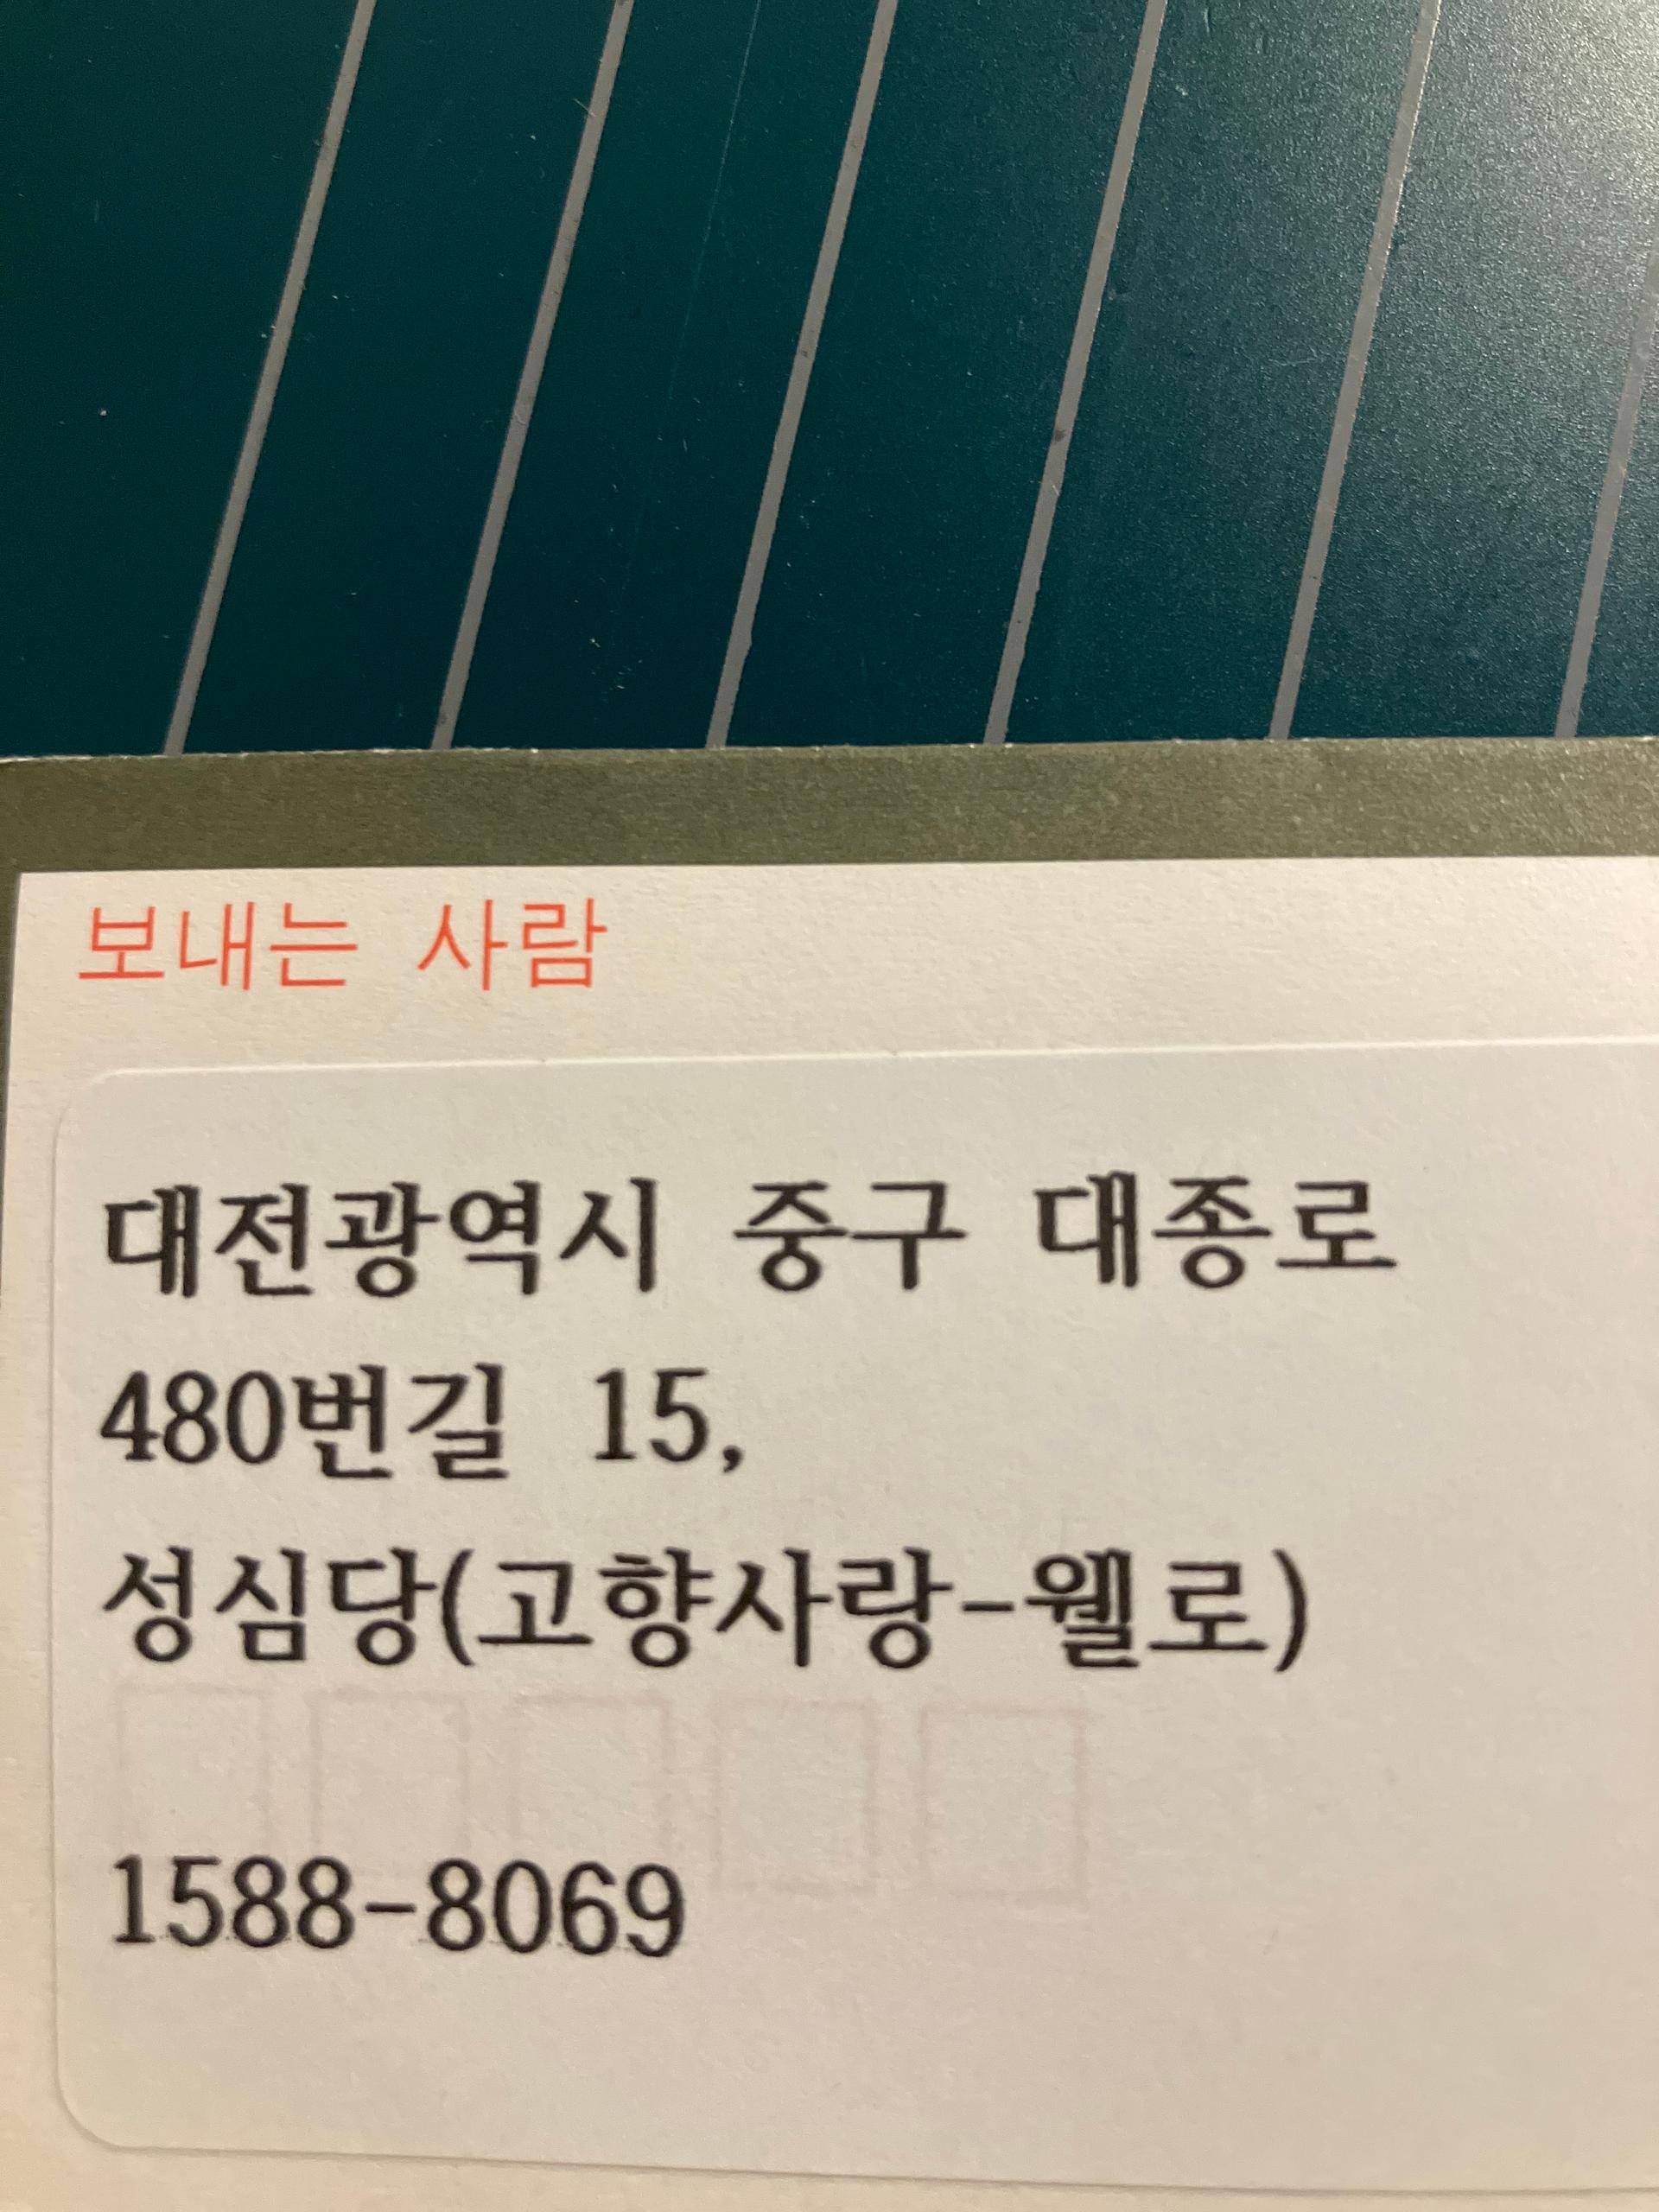 보내는 사람
대전광역시 중구 대종로
480번길 15,
성심당(고향사랑-웰로)
1588-8069